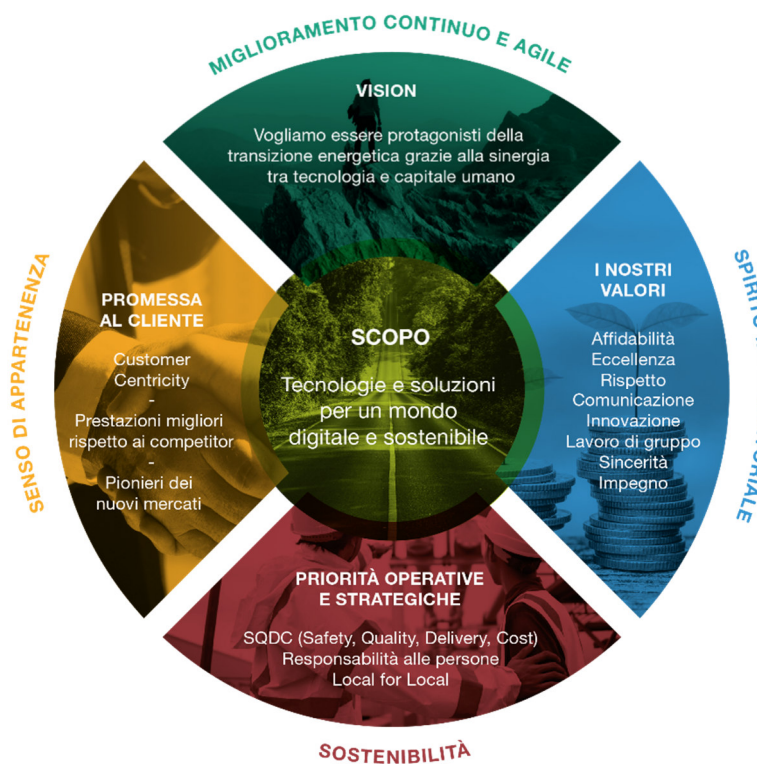 MIGLIORAMENTO CONTINUO E AGILE
VISION
Vogliamo essere protagonisti della
transizione energetica grazie alla sinergia
tra tecnologia e capitale umano
SENSO DI APPARTENENZA
PROMESSA
AL CLIENTE
Customer
Centricity
-
Prestazioni migliori
rispetto ai competitor
-
Pionieri dei
nuovi mercati
SCOPO
Tecnologie e soluzioni
per un mondo
digitale e sostenibile
I NOSTRI
VALORI
Affidabilità
Eccellenza
Rispetto
Comunicazione
Innovazione
Lavoro di gruppo
Sincerità
Impegno
SPIRITO
PRIORITÀ OPERATIVE
E STRATEGICHE
SQDC (Safety, Quality, Delivery, Cost)
Responsabilità alle persone
Local for Local
SOSTENIBILITÀ